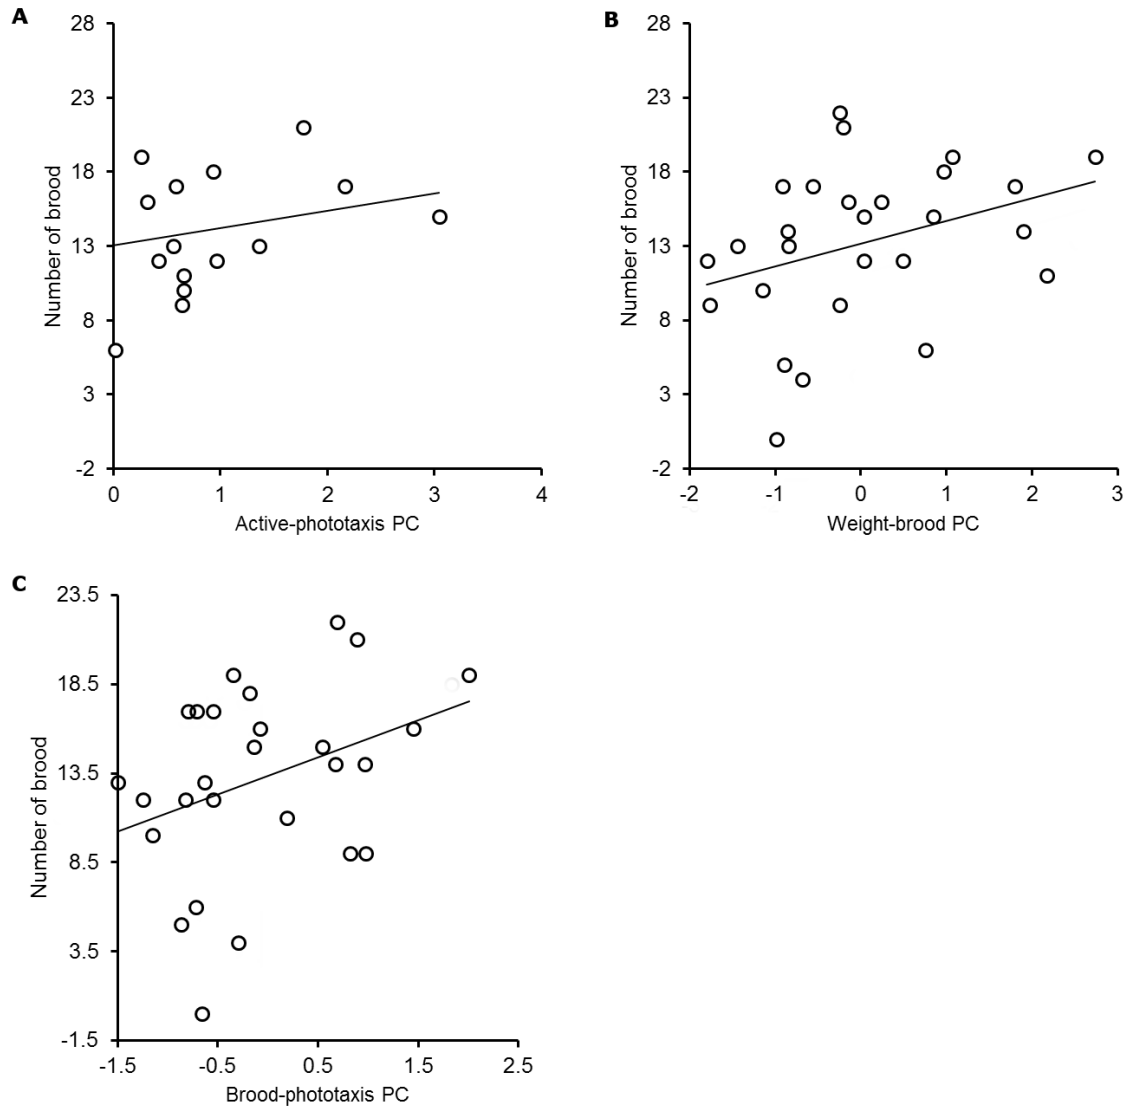 A
28
23
18
13
8
3
-2
Number of brood
0 1 2 3 4
Active-phototaxis PC
B
28
23
18
13
8
3
-2
Number of brood
-2 -1 0 1 2 3
Weight-brood PC
C
23.5
18.5
13.5
8.5
3.5
-1.5
Number of brood
-1.5 -0.5 0.5 1.5 2.5
Brood-phototaxis PC